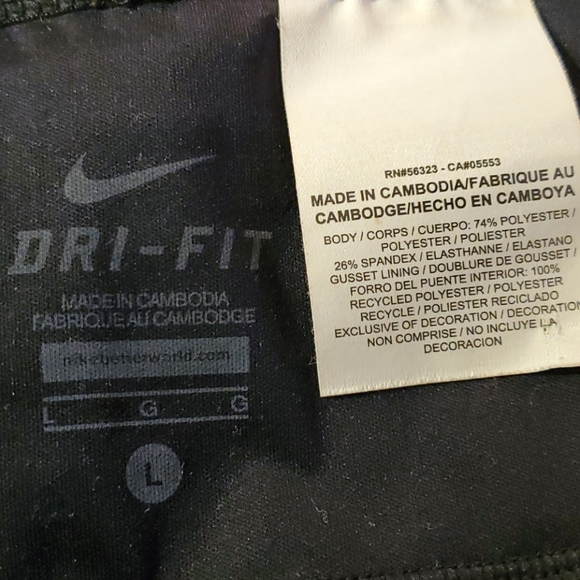 DRI-FIT
MADE IN CAMBODIA
FABRIQUE AU CAMBODGE
nikebetterworld.com
L G G
L
RN#56323 - CA#05553
MADE IN CAMBODIA/FABRIQUE AU
CAMBODGE/HECHO EN CAMBOYA
BODY / CORPS / CUERPO: 74% POLYESTER /
POLYESTER / POLIESTER
26% SPANDEX / ELASTHANNE / ELASTANO
GUSSET LINING / DOUBLURE DE GOUSSET /
FORRO DEL PUENTE INTERIOR: 100%
RECYCLED POLYESTER / POLYESTER
RECYCLE / POLIESTER RECICLADO
EXCLUSIVE OF DECORATION / DECORATION
NON COMPRISE / NO INCLUYE LA
DECORACION